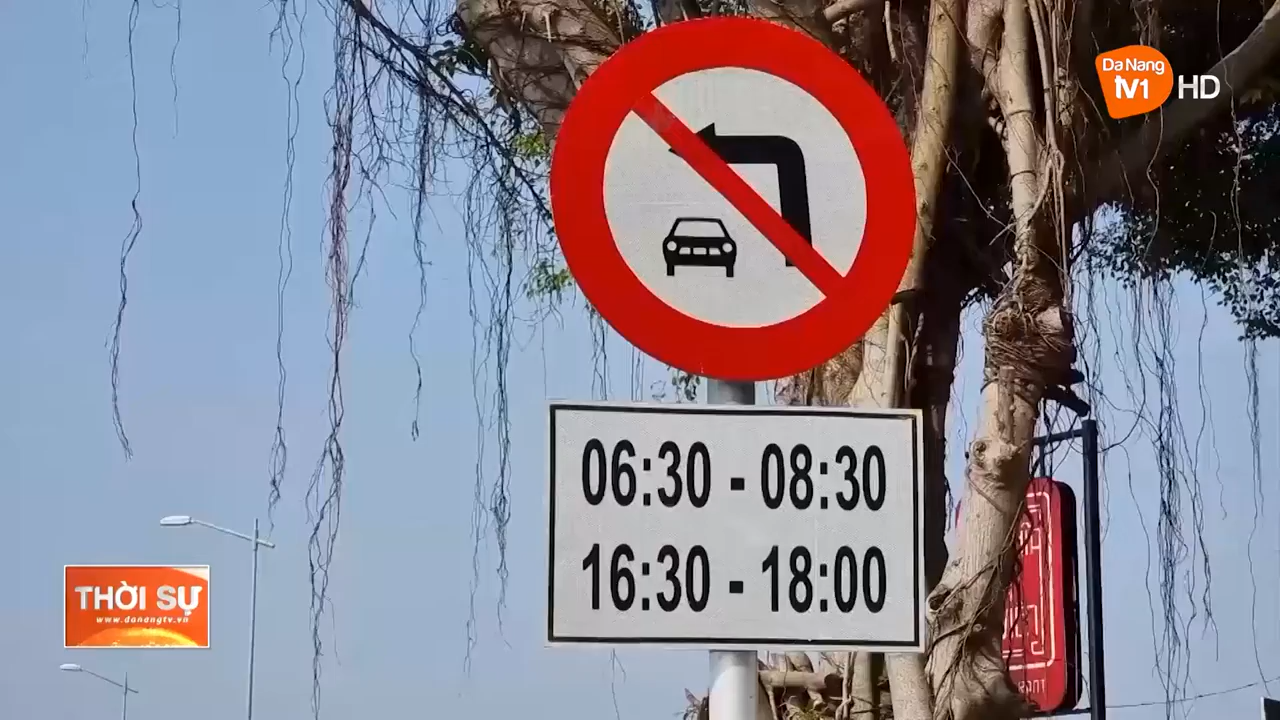 Da Nang
TV1 HD
06:30 - 08:30
16:30 - 18:00
THỜI SỰ
www.danangtv.vn